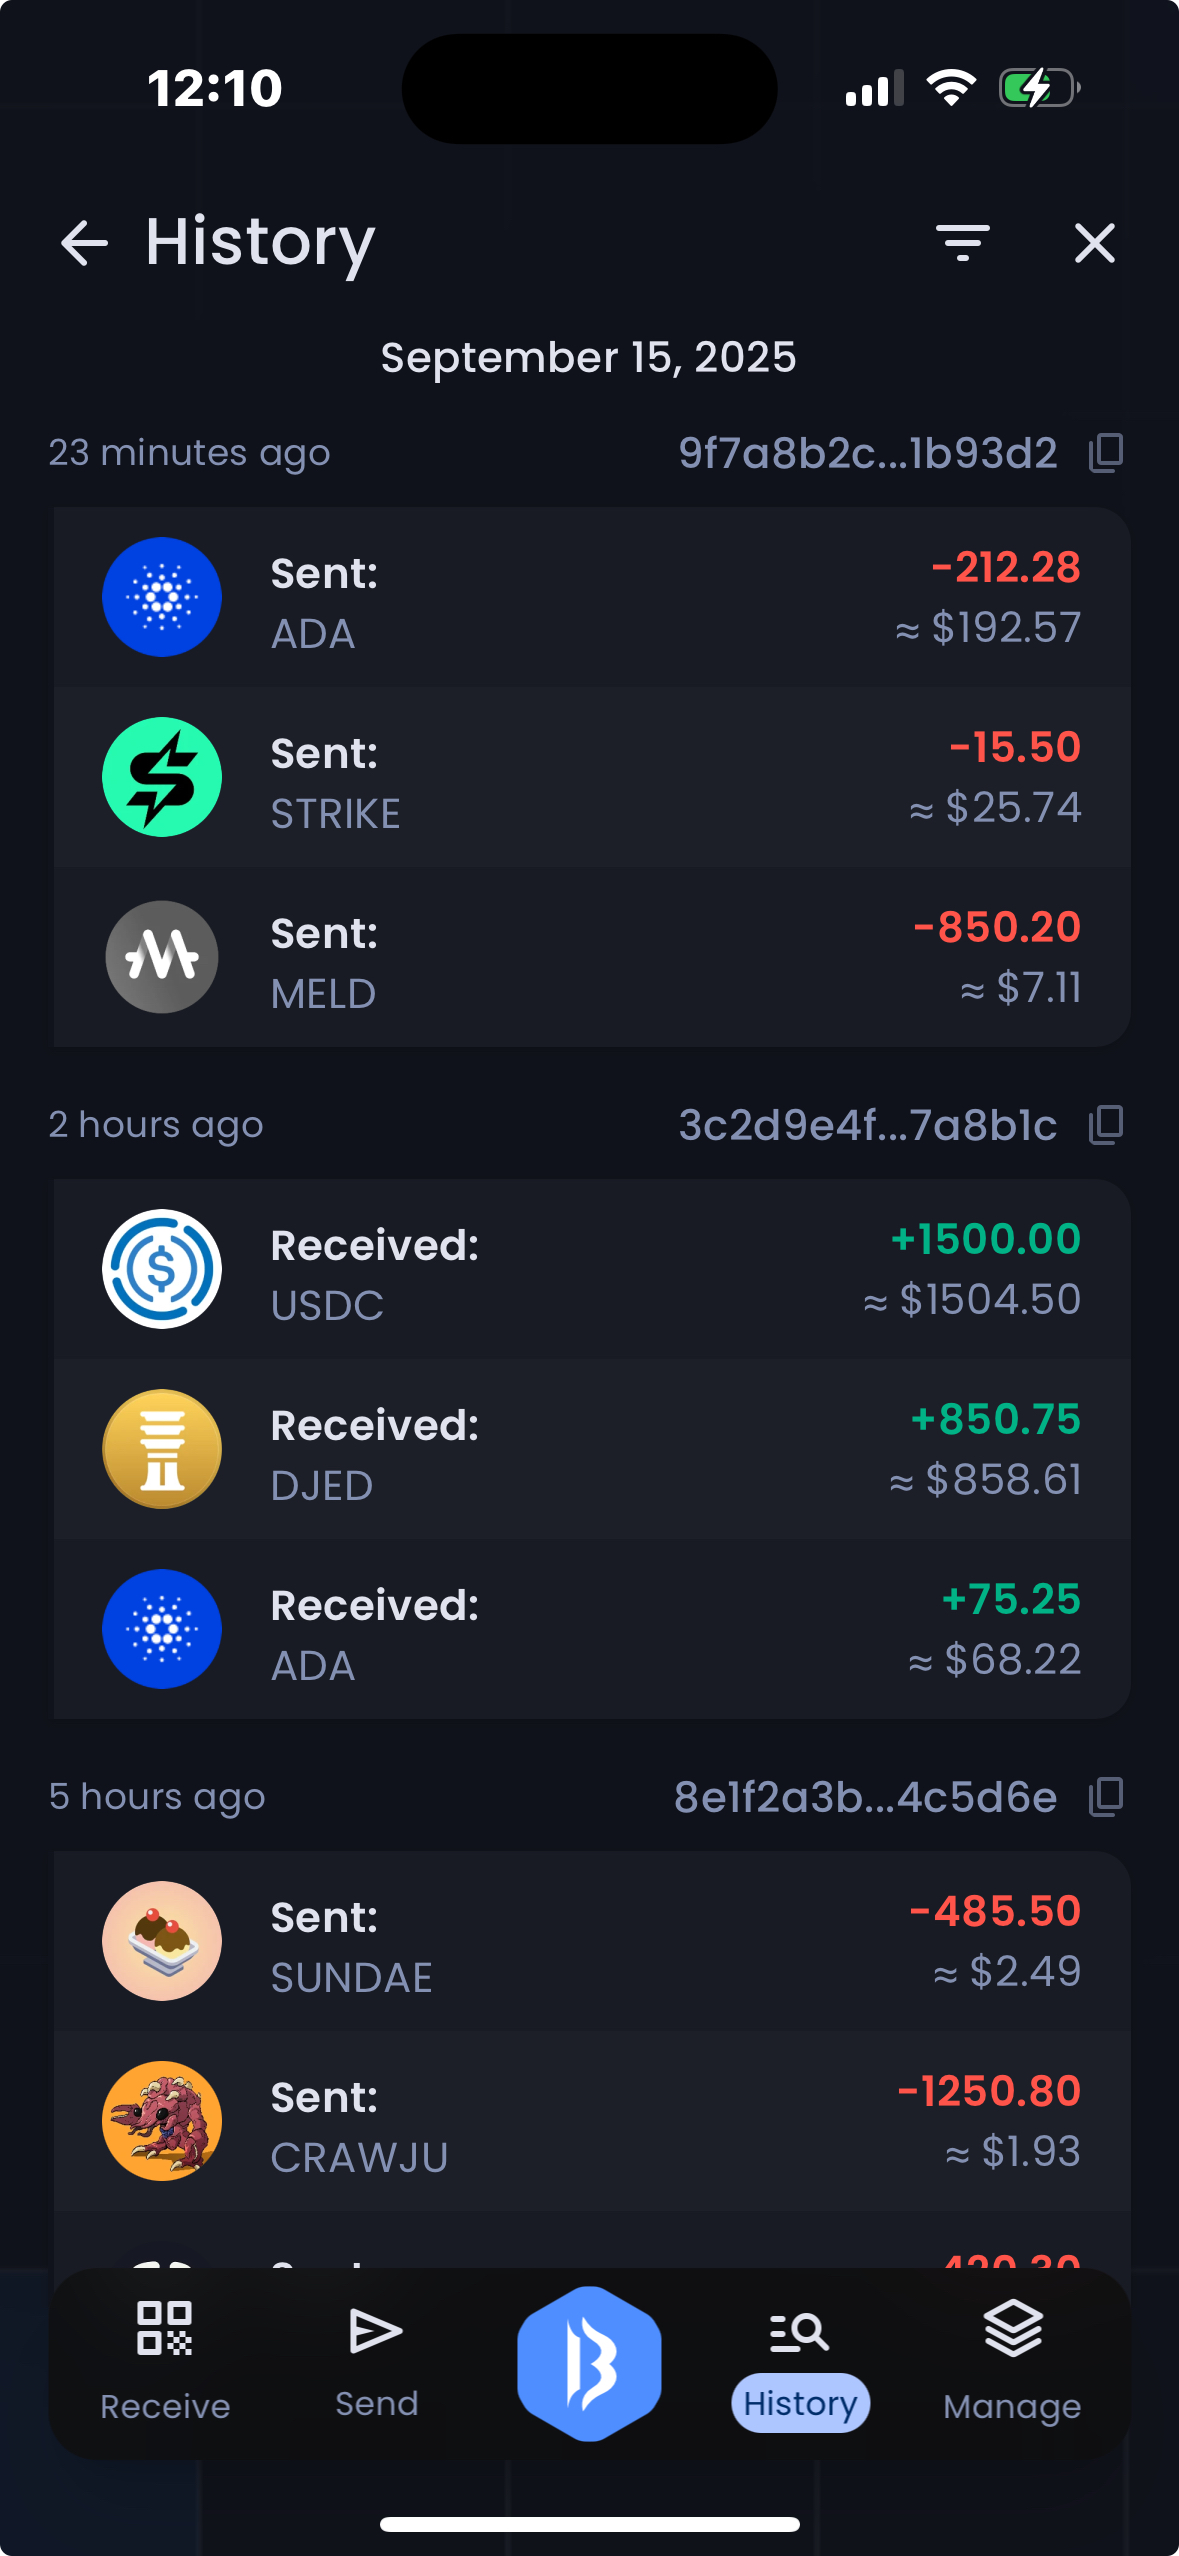 12:10
History
September 15, 2025
23 minutes ago 9f7a8b2c...1b93d2
Sent: -212.28
ADA ≈ $192.57
Sent: -15.50
STRIKE ≈ $25.74
Sent: -850.20
MELD ≈ $7.11
2 hours ago 3c2d9e4f...7a8b1c
Received: +1500.00
USDC ≈ $1504.50
Received: +850.75
DJED ≈ $858.61
Received: +75.25
ADA ≈ $68.22
5 hours ago 8e1f2a3b...4c5d6e
Sent: -485.50
SUNDAE ≈ $2.49
Sent: -1250.80
CRAWJU ≈ $1.93
Receive Send History Manage